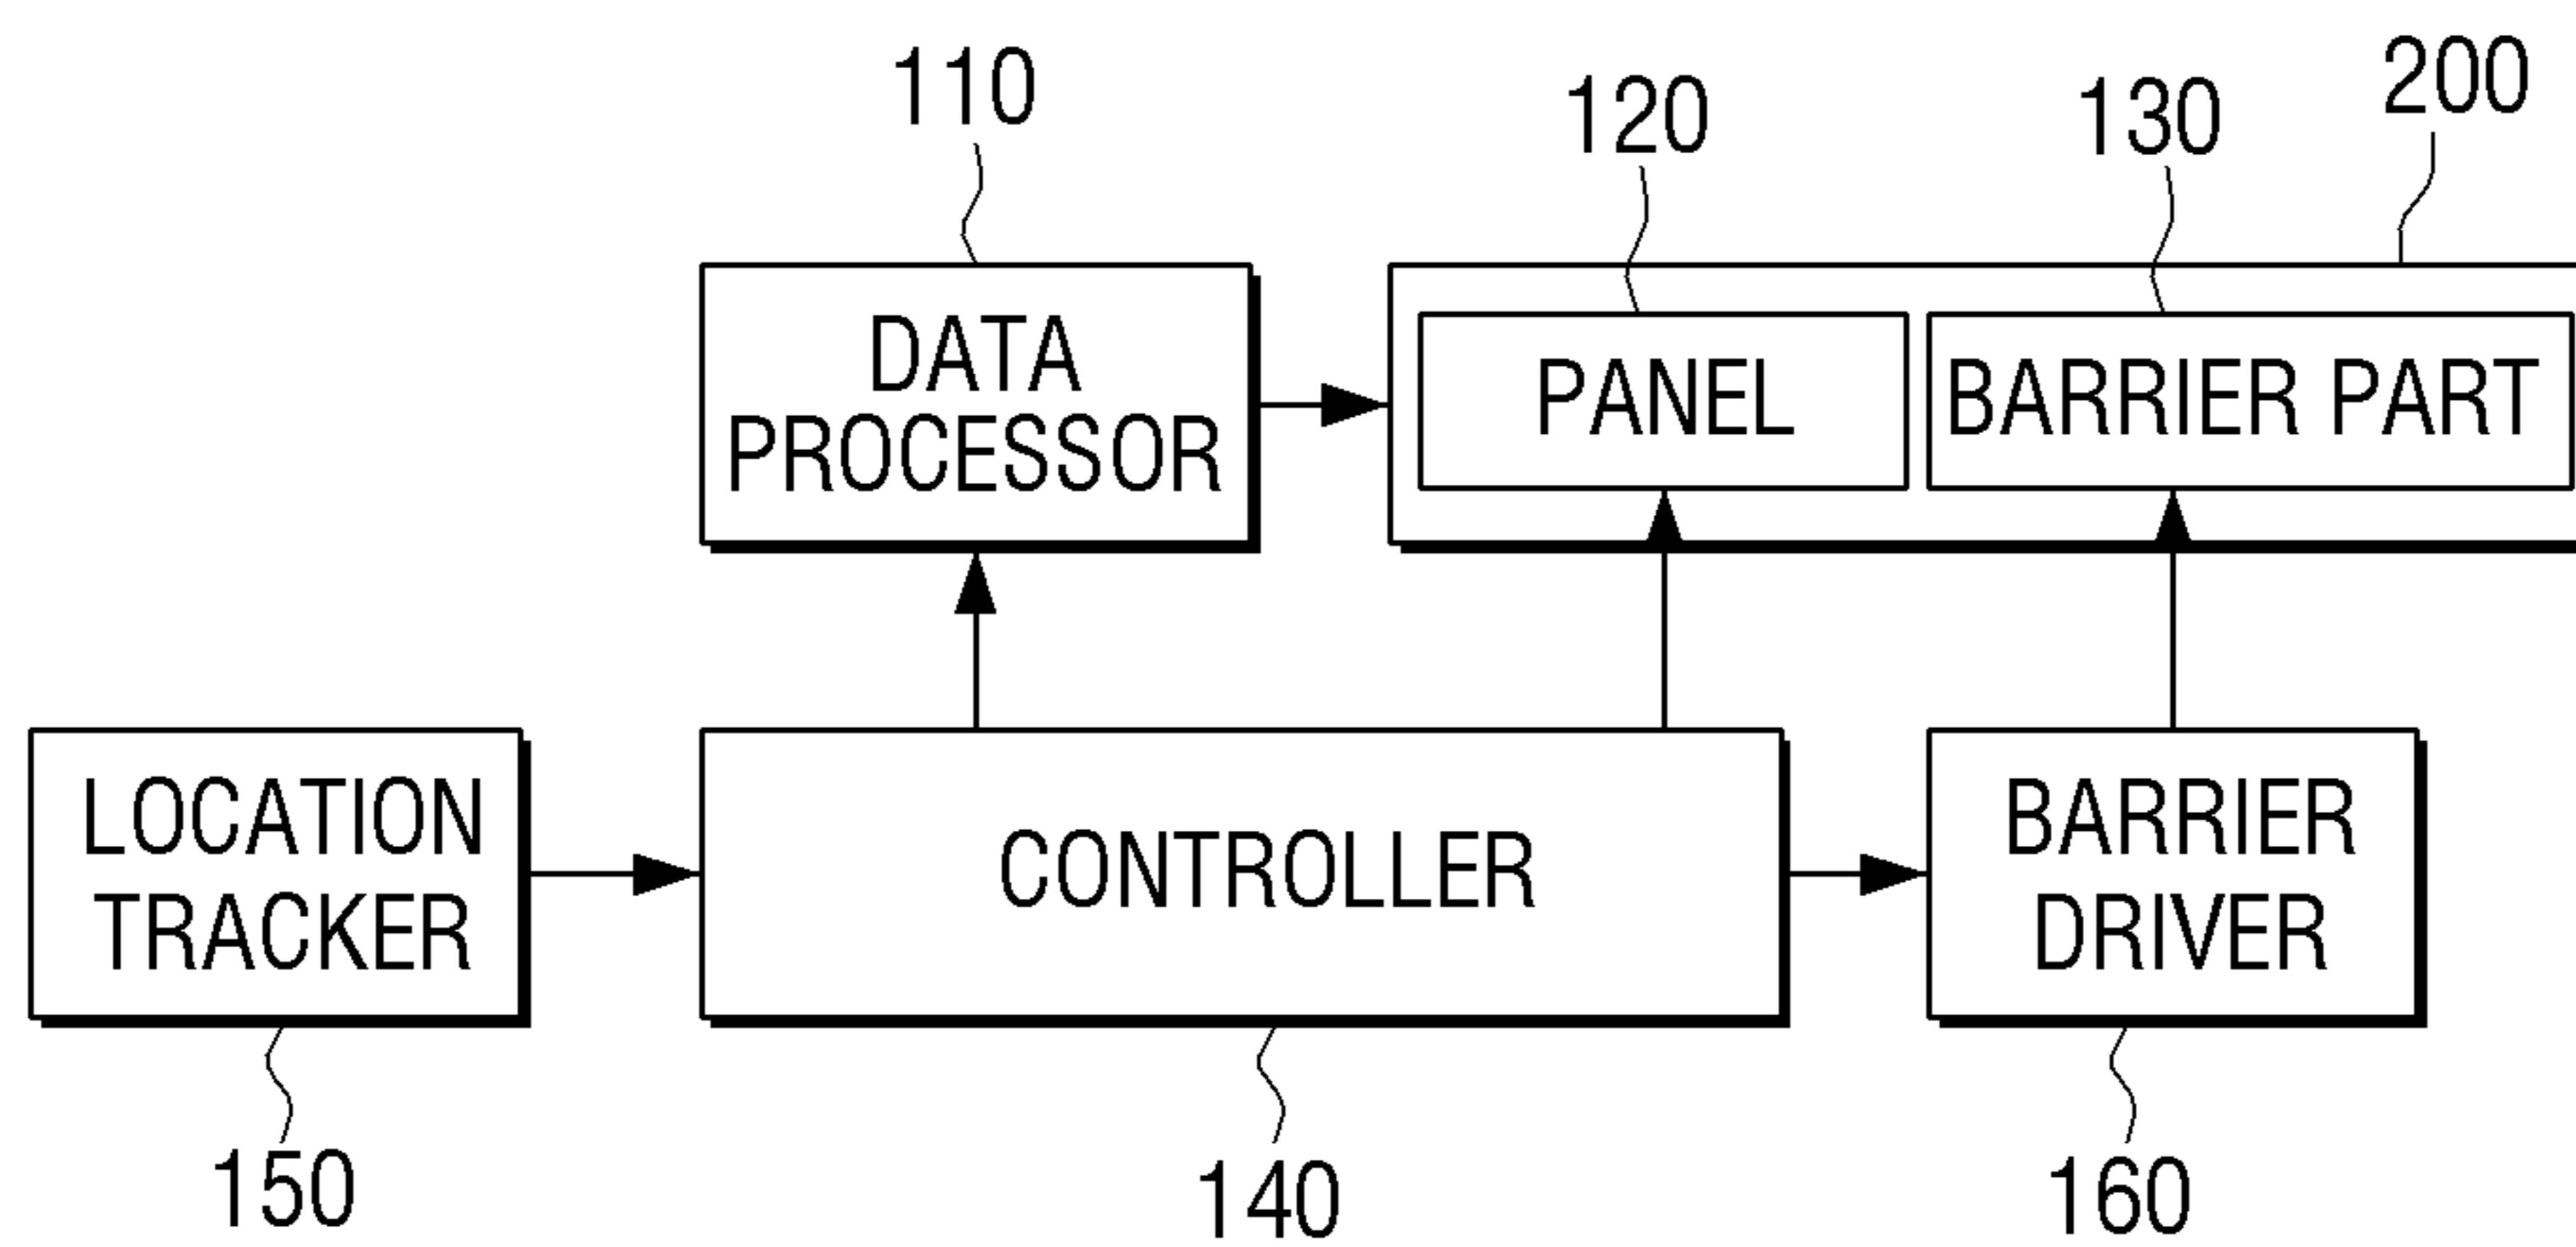 110
120
130
200
DATA
PROCESSOR
PANEL
BARRIER PART
LOCATION
TRACKER
CONTROLLER
BARRIER
DRIVER
150
140
160